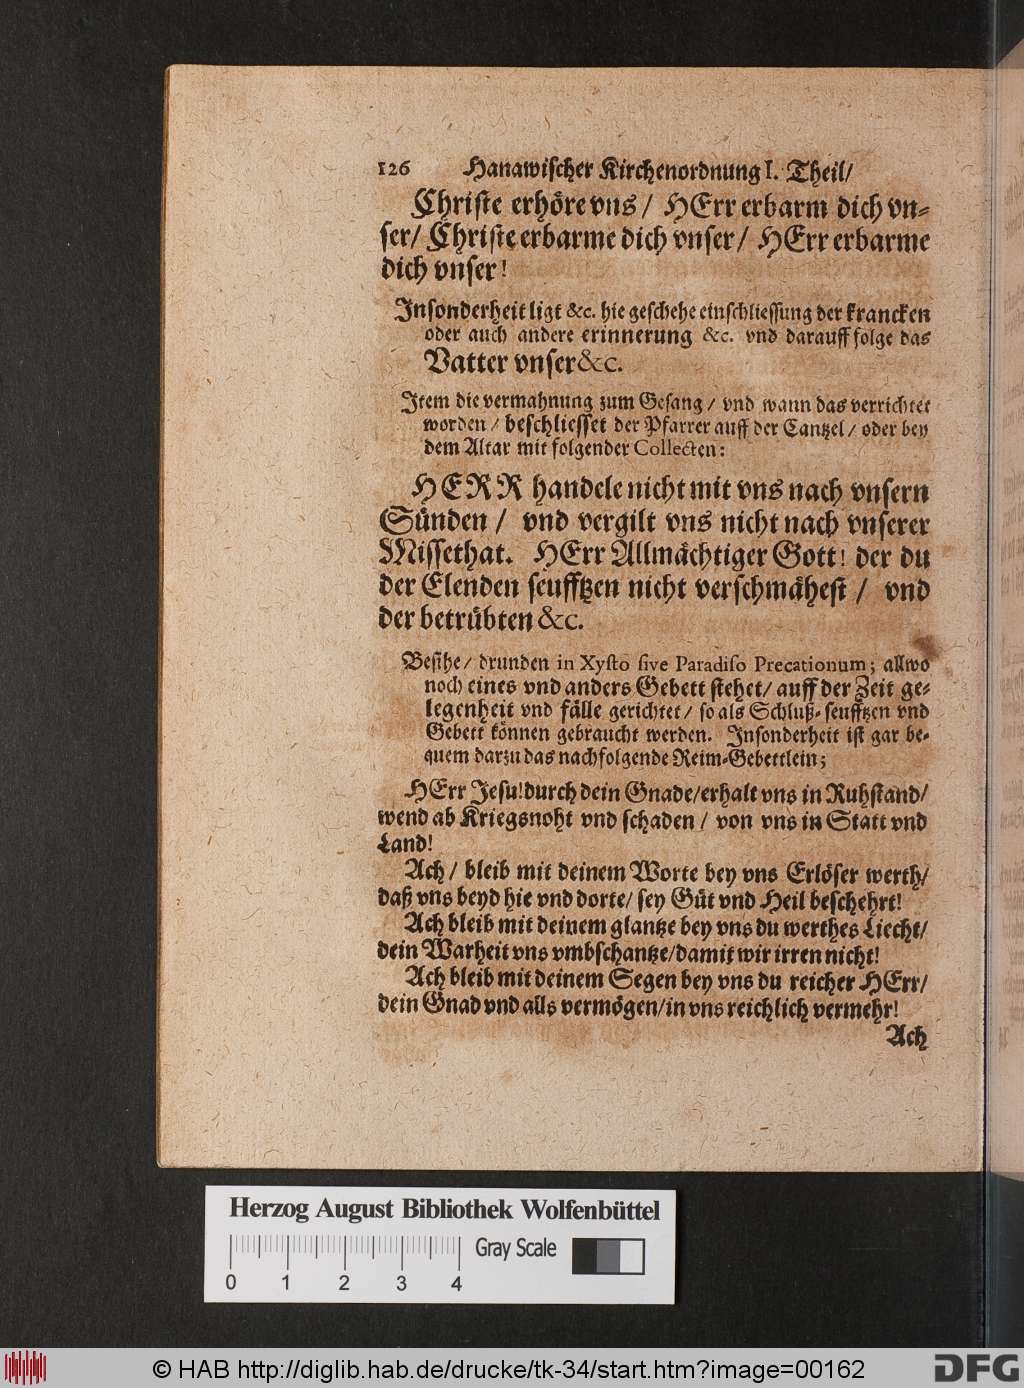 126 Hanawischer Kirchenordnung I. Theil/
Christe erhöre vns / HErr erbarm dich vn-
ser/ Christe erbarme dich vnser/ HErr erbarme
dich vnser!
Insonderheit ligt &c. hie geschehe einschliessung der krancken
oder auch andere erinnerung &c. vnd darauff folge das
Vatter vnser &c.
Item die vermahnung zum Gesang / vnd wann das verrichtet
worden / beschliesset der Pfarrer auff der Cantzel / oder bey
dem Altar mit folgender Collecten:
HERR handele nicht mit vns nach vnsern
Sünden / vnd vergilt vns nicht nach vnserer
Missethat. HErr Allmächtiger Gott! der du
der Elenden seufftzen nicht verschmähest / vnd
der betrübten &c.
Besihe / drunden in Xysto sive Paradiso Precationum; allwo
noch eines vnd anders Gebett stehet/ auff der Zeit ge-
legenheit vnd fälle gerichtet / so als Schluß-seufftzen vnd
Gebett können gebraucht werden. Insonderheit ist gar be-
quem darzu das nachfolgende Reim-Gebettlein;
HErr Jesu! durch dein Gnade/erhalt vns in Ruhstand/
wend ab Kriegsnoht vnd schaden / von vns in Statt vnd
Land!
Ach / bleib mit deinem Worte bey vns Erlöser werth/
daß vns beyd hie vnd dorte/ sey Güt vnd Heil beschehrt!
Ach bleib mit deinem glantze bey vns du werthes Liecht/
dein Warheit vns vmbschantze/damit wir irren nicht!
Ach bleib mit deinem Segen bey vns du reicher HErr/
dein Gnad vnd alls vermögen/in vns reichlich vermehr!
Ach
Herzog August Bibliothek Wolfenbüttel
Gray Scale
0 1 2 3 4
© HAB http://diglib.hab.de/drucke/tk-34/start.htm?image=00162
DFG